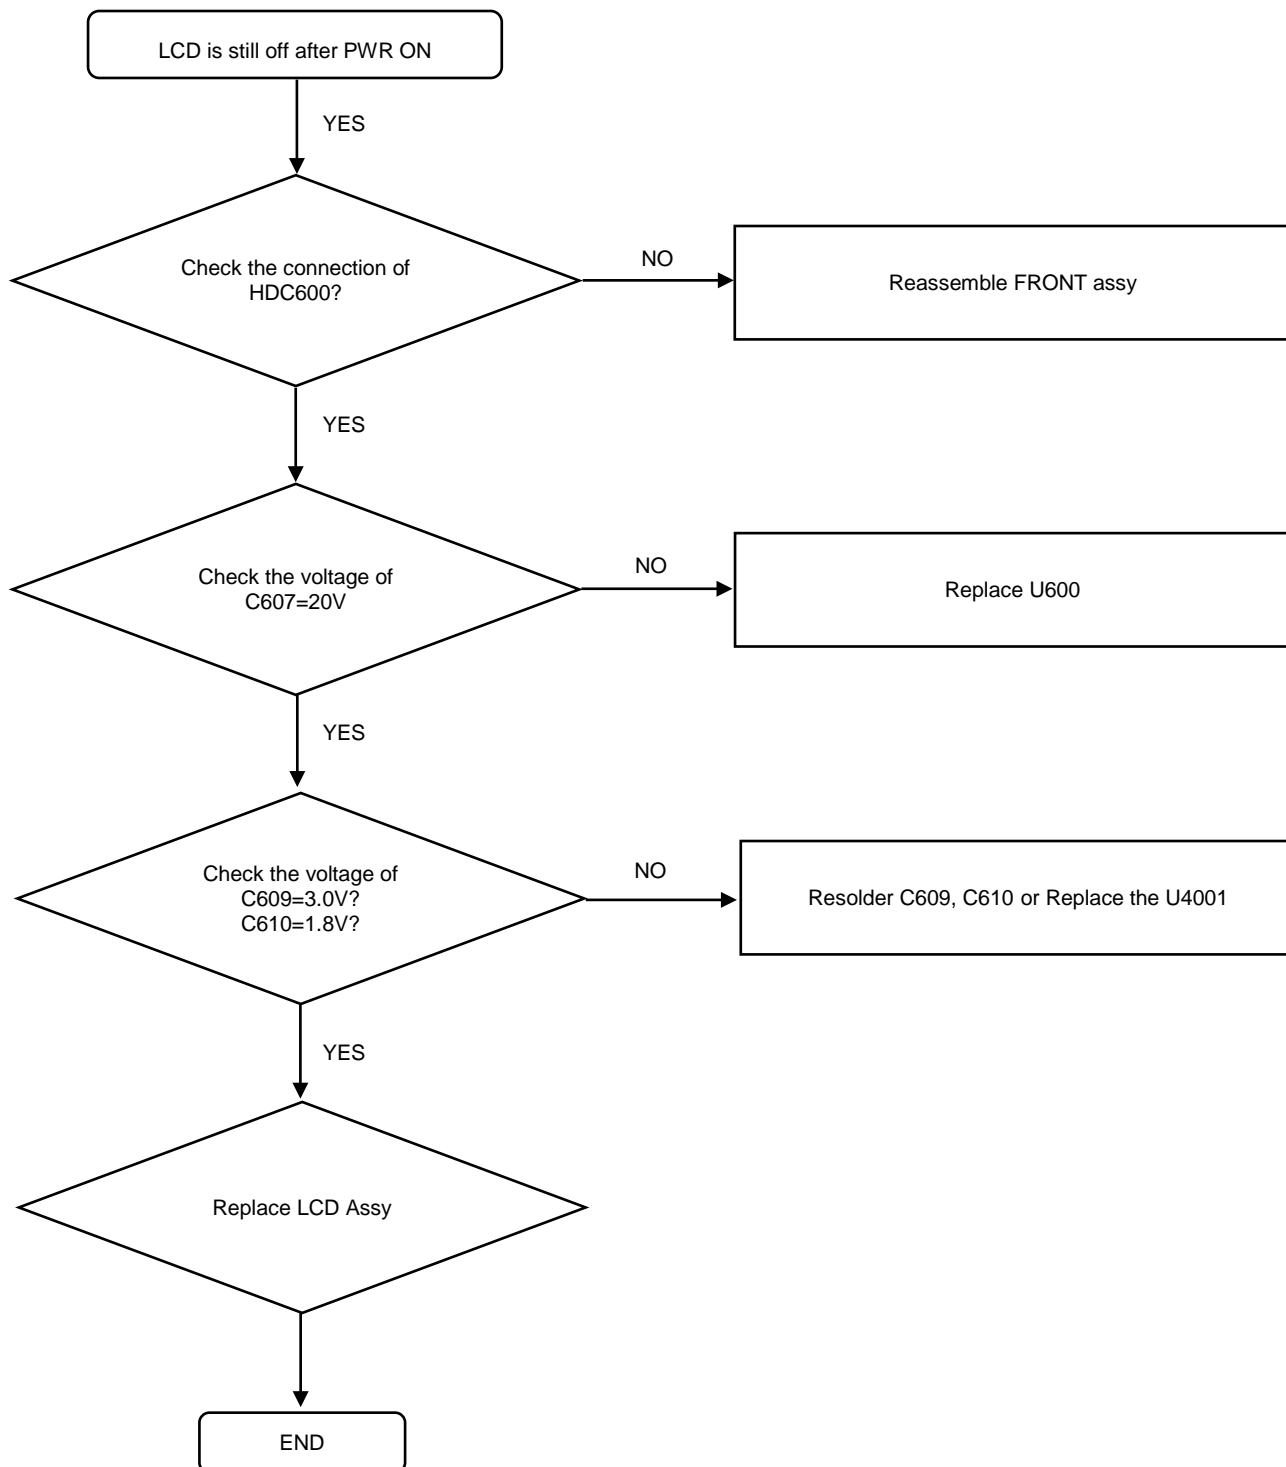 LCD is still off after PWR ON
YES
Check the connection of
HDC600?
NO
Reassemble FRONT assy
YES
Check the voltage of
C607=20V
NO
Replace U600
YES
Check the voltage of
C609=3.0V?
C610=1.8V?
NO
Resolder C609, C610 or Replace the U4001
YES
Replace LCD Assy
END